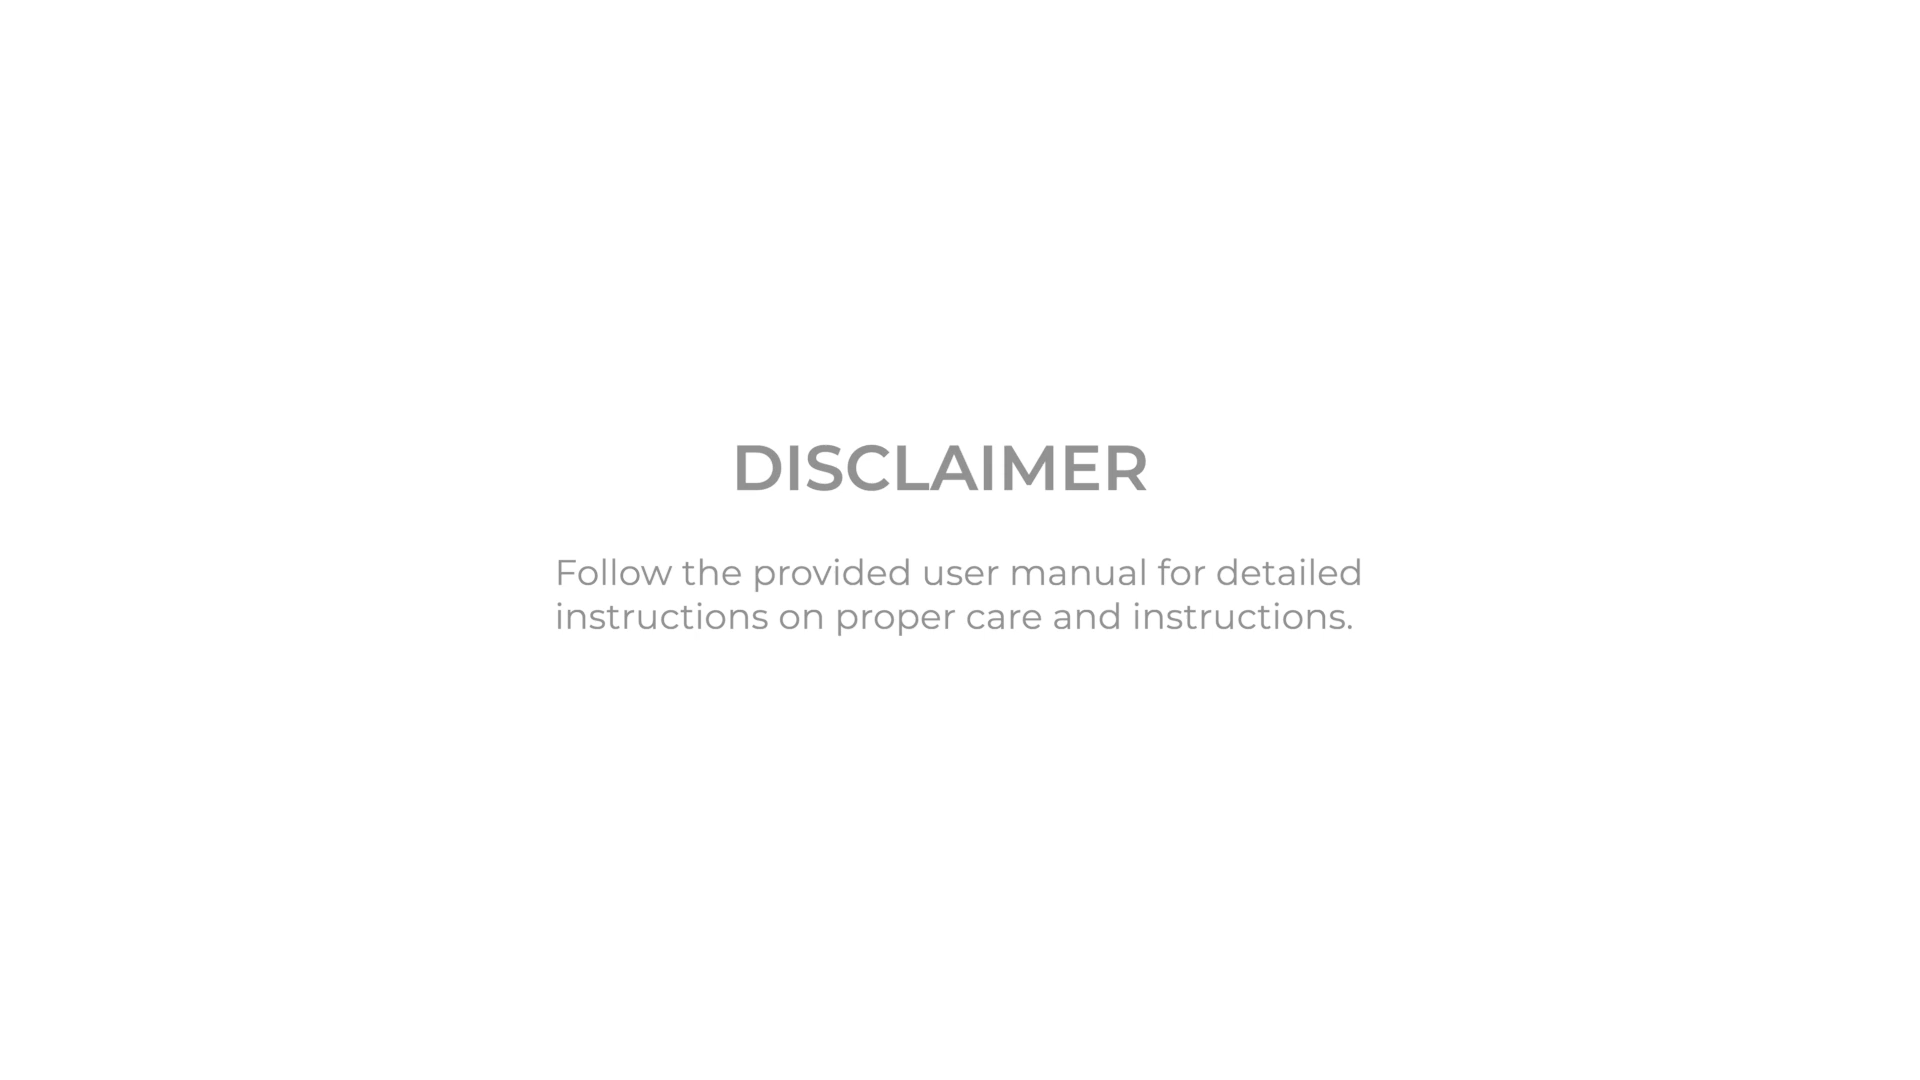 DISCLAIMER
Follow the provided user manual for detailed
instructions on proper care and instructions.